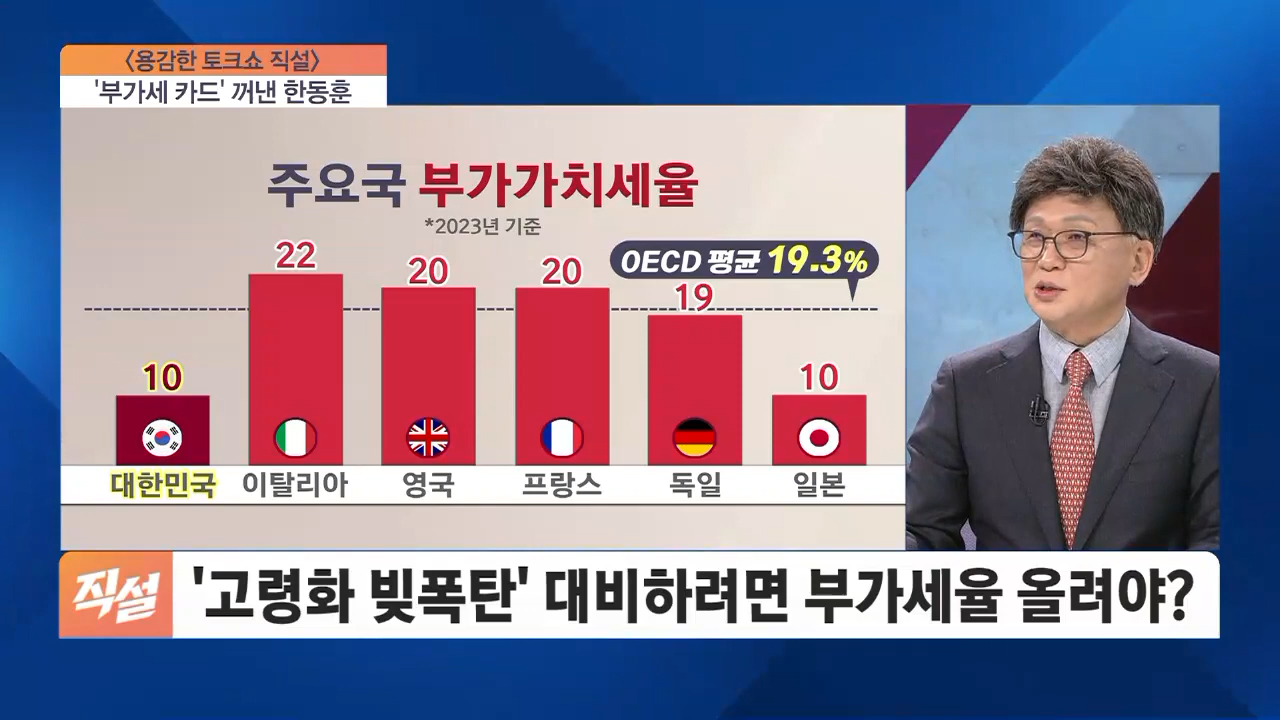 〈용감한 토크쇼 직설〉
'부가세 카드' 꺼낸 한동훈
주요국 부가가치세율
*2023년 기준
OECD 평균 19.3%
10 22 20 20 19 10
대한민국 이탈리아 영국 프랑스 독일 일본
직설 '고령화 빚폭탄' 대비하려면 부가세율 올려야?